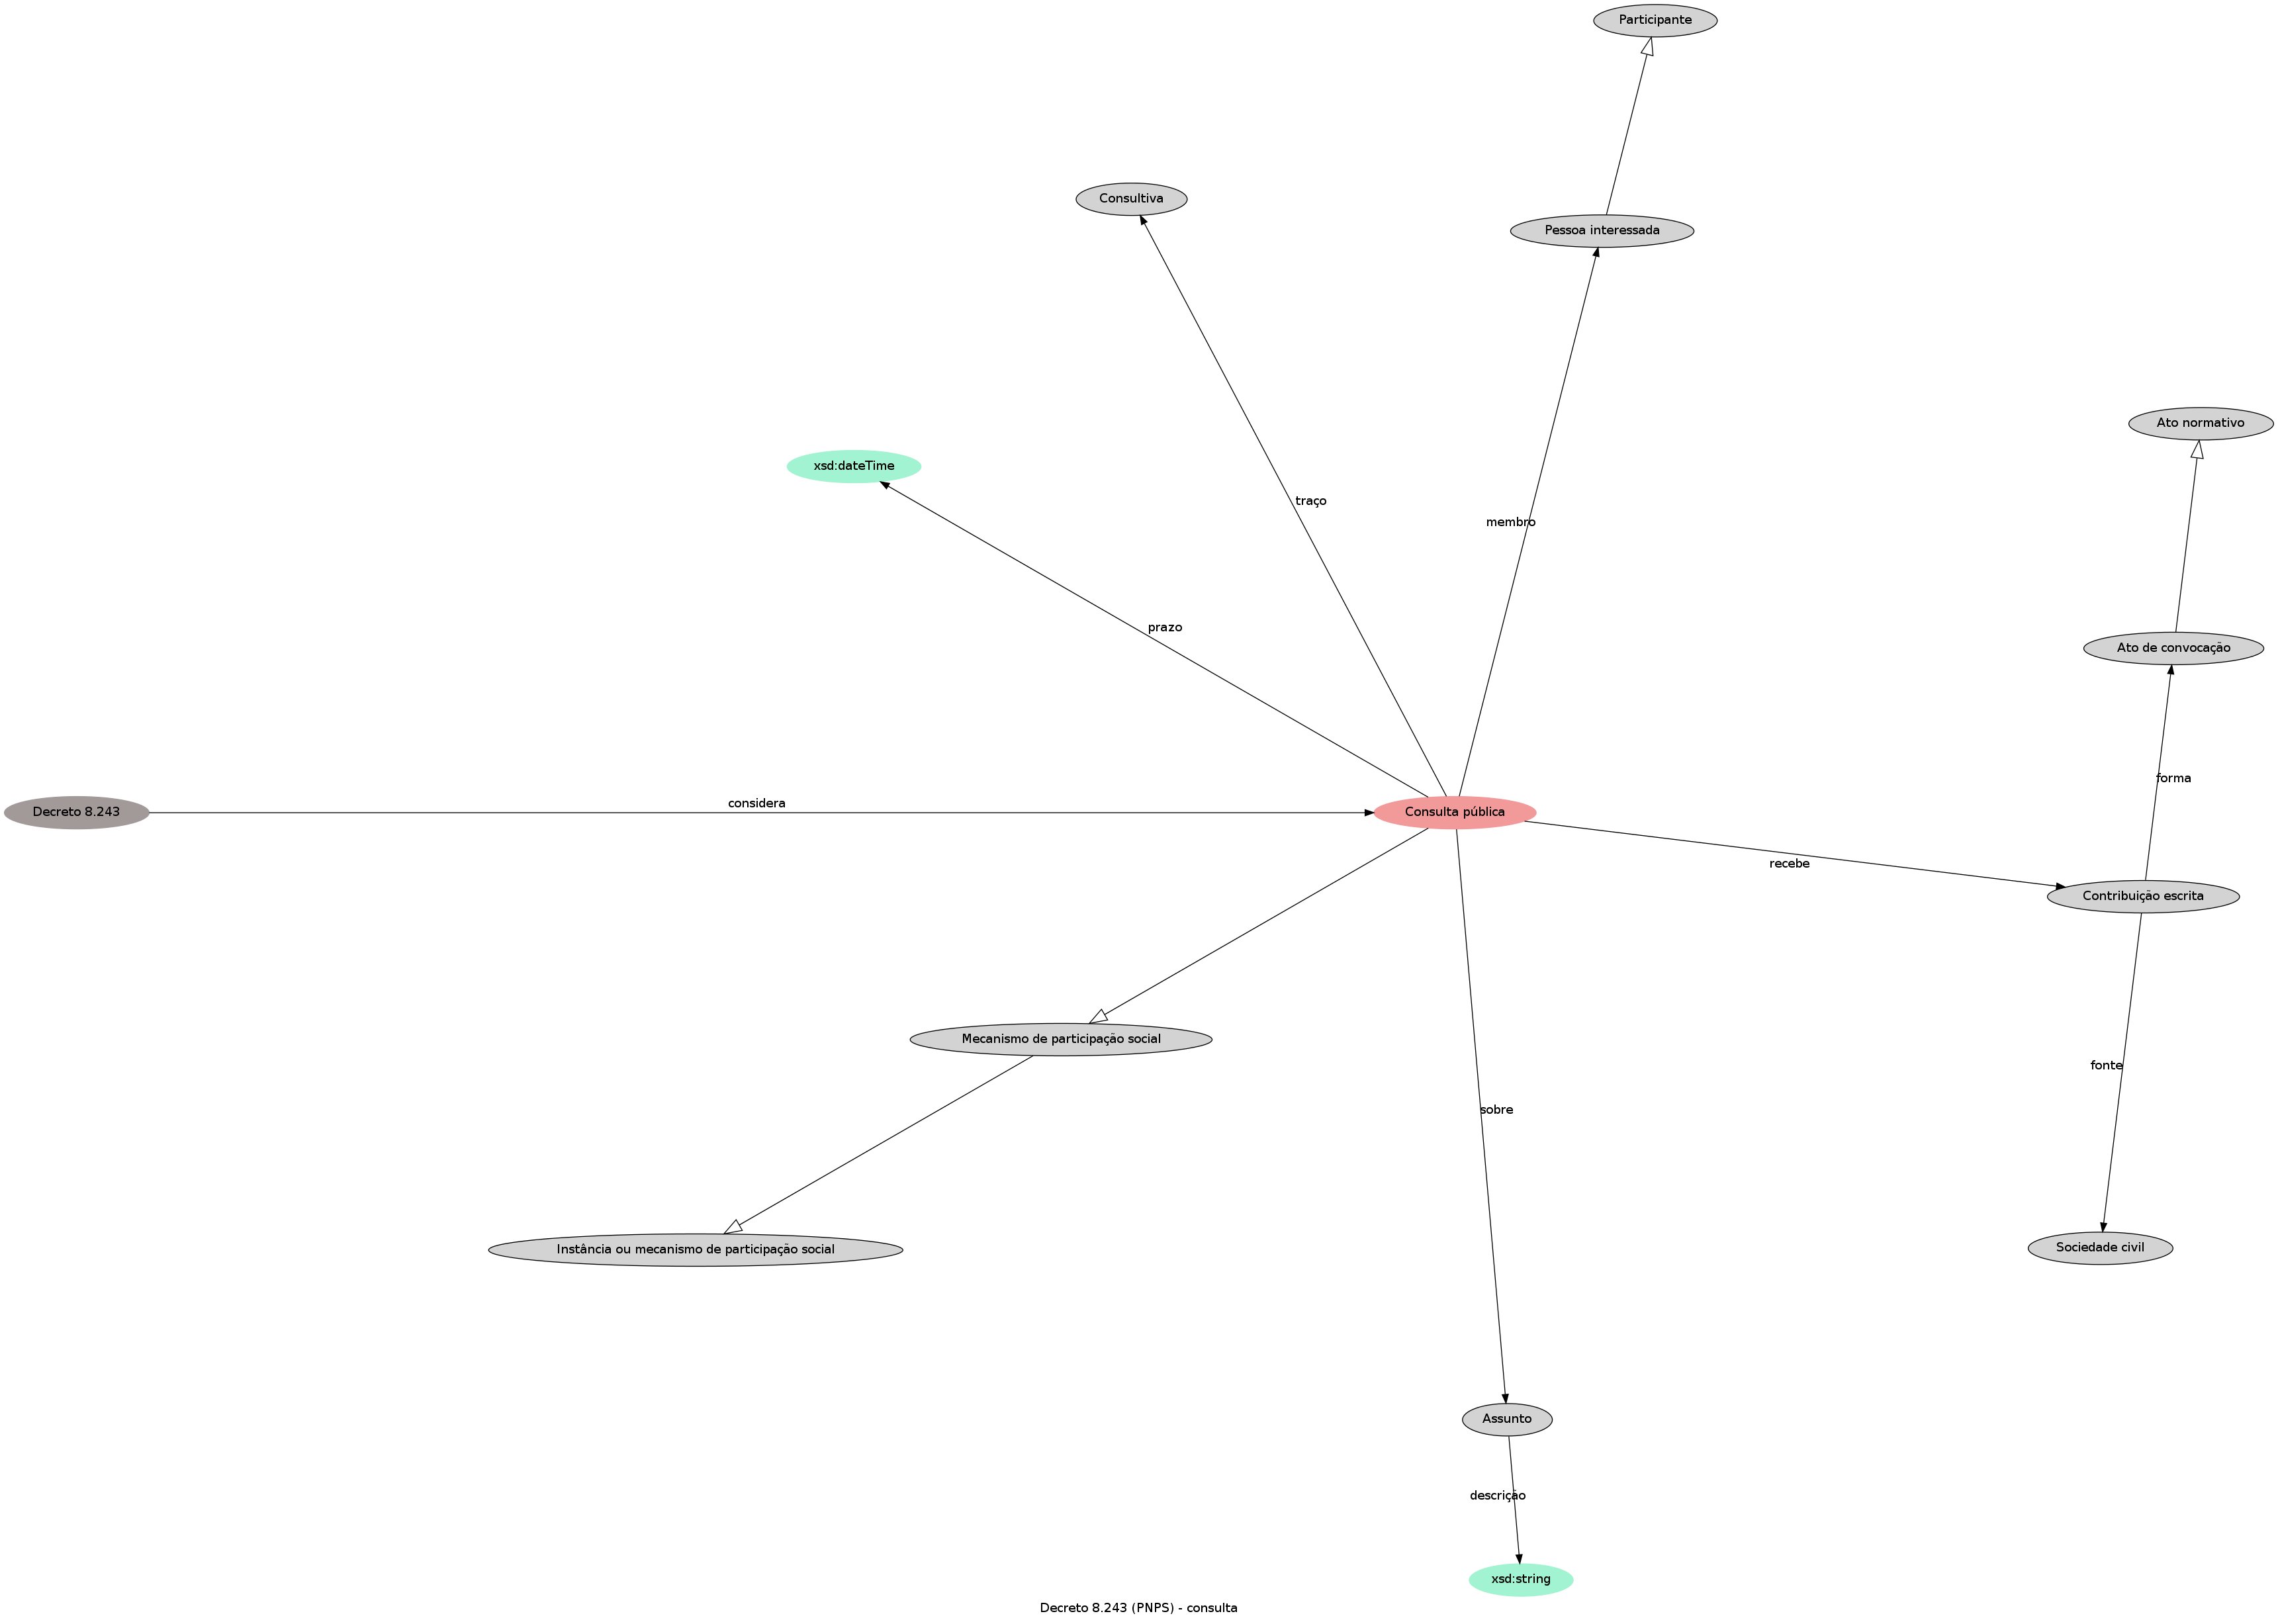 Participante
Consultiva
Pessoa interessada
Ato normativo
xsd:dateTime
traço
membro
prazo
Ato de convocação
forma
considera
Decreto 8.243
Consulta pública
recebe
Contribuição escrita
Mecanismo de participação social
fonte
sobre
Instância ou mecanismo de participação social
Sociedade civil
Assunto
descrição
xsd:string
Decreto 8.243 (PNPS) - consulta